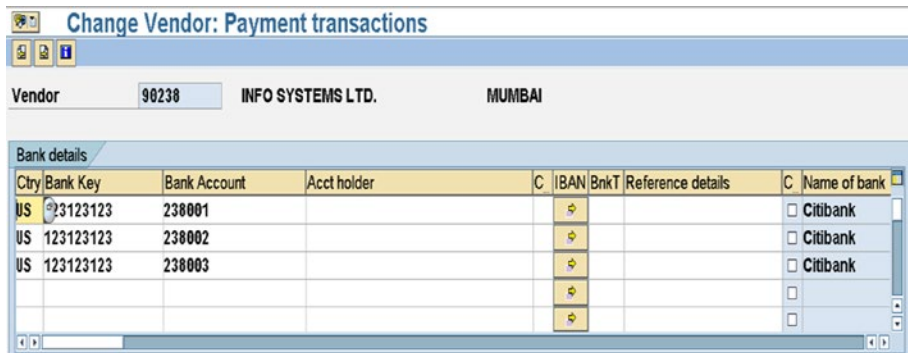 Change Vendor: Payment transactions
Vendor 90238 INFO SYSTEMS LTD. MUMBAI
Bank details
Ctry Bank Key Bank Account Acct holder C.. IBAN BnkT Reference details C.. Name of bank
US 23123123 238001 Citibank
US 123123123 238002 Citibank
US 123123123 238003 Citibank